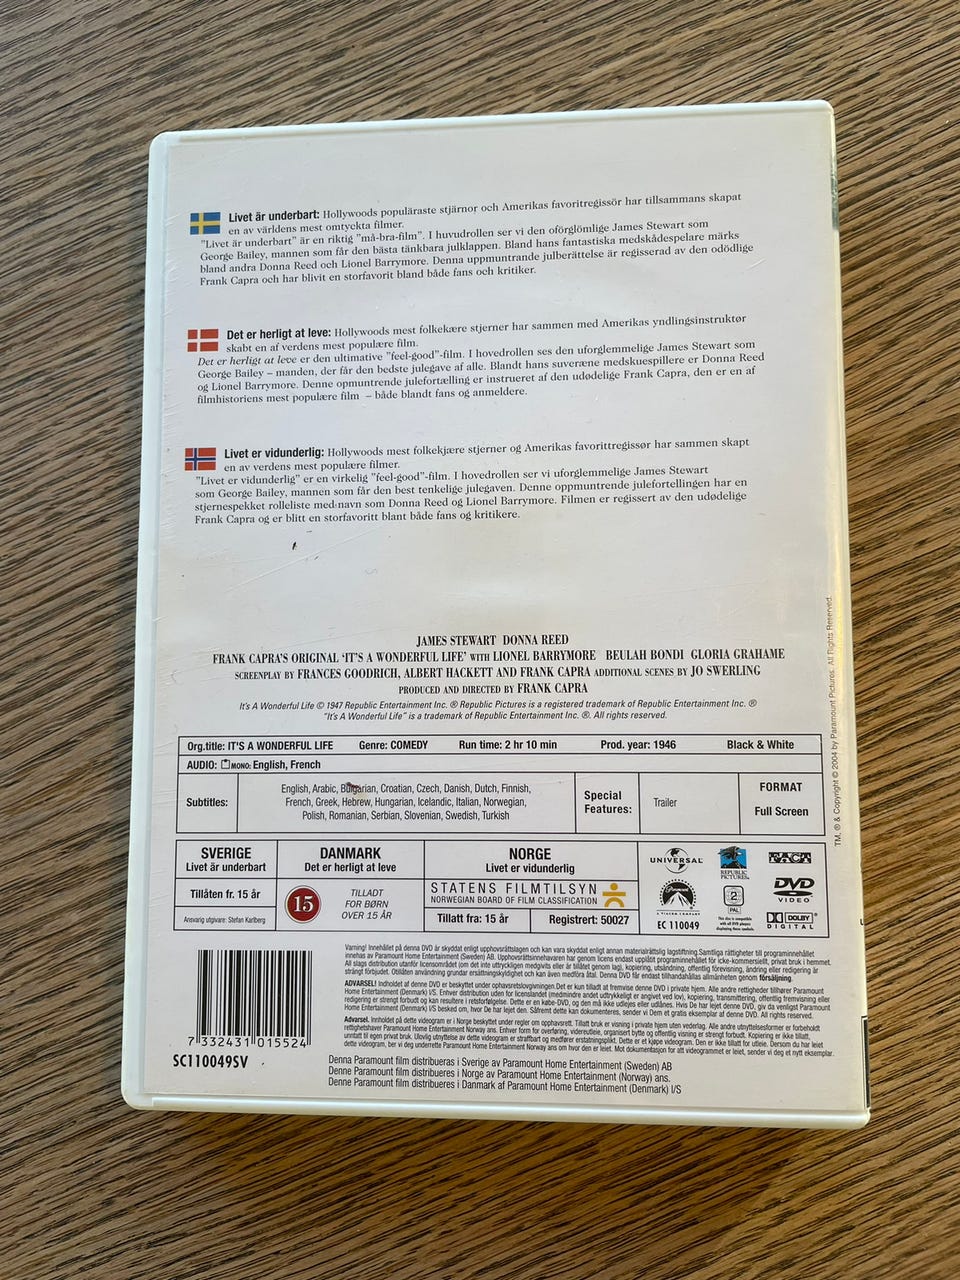 Livet är underbart: Hollywoods populäraste stjärnor och Amerikas favoritregissör har tillsammans skapat
en av världens mest omtyckta filmer.
"Livet är underbart" är en riktig "må-bra-film". I huvudrollen ser vi den oförglömlige James Stewart som
George Bailey, mannen som får den bästa tänkbara julklappen. Bland hans fantastiska medskådespelare märks
bland andra Donna Reed och Lionel Barrymore. Denna uppmuntrande julberättelse är regisserad av den odödlige
Frank Capra och har blivit en storfavorit bland både fans och kritiker.
Det er herligt at leve: Hollywoods mest folkekære stjerner har sammen med Amerikas yndlingsinstruktør
skabt en af verdens mest populære film.
Det er herligt at leve er den ultimative "feel-good"-film. I hovedrollen ses den uforglemmelige James Stewart som
George Bailey – manden, der får den bedste julegave af alle. Blandt hans suveræne medskuespillere er Donna Reed
og Lionel Barrymore. Denne opmuntrende julefortælling er instrueret af den udødelige Frank Capra, den er en af
filmhistoriens mest populære film – både blandt fans og anmeldere.
Livet er vidunderlig: Hollywoods mest folkekjære stjerner og Amerikas favorittregissør har sammen skapt
en av verdens mest populære filmer.
"Livet er vidunderlig" er en virkelig "feel-good"-film. I hovedrollen ser vi uforglemmelige James Stewart
som George Bailey, mannen som får den best tenkelige julegaven. Denne oppmuntrende julefortellingen har en
stjernespekket rolleliste med navn som Donna Reed og Lionel Barrymore. Filmen er regissert av den udødelige
Frank Capra og er blitt en storfavoritt blant både fans og kritikere.
JAMES STEWART DONNA REED
FRANK CAPRA'S ORIGINAL 'IT'S A WONDERFUL LIFE' WITH LIONEL BARRYMORE BEULAH BONDI GLORIA GRAHAME
SCREENPLAY BY FRANCES GOODRICH, ALBERT HACKETT AND FRANK CAPRA ADDITIONAL SCENES BY JO SWERLING
PRODUCED AND DIRECTED BY FRANK CAPRA
It's A Wonderful Life © 1947 Republic Entertainment Inc. ® Republic Pictures is a registered trademark of Republic Entertainment Inc. ®
"It's A Wonderful Life" is a trademark of Republic Entertainment Inc. ®. All rights reserved.
TM, ® & Copyright © 2004 by Paramount Pictures. All Rights Reserved.
Org.title: IT'S A WONDERFUL LIFE Genre: COMEDY Run time: 2 hr 10 min Prod. year: 1946 Black & White
AUDIO: MONO: English, French
Subtitles:
English, Arabic, Bulgarian, Croatian, Czech, Danish, Dutch, Finnish,
French, Greek, Hebrew, Hungarian, Icelandic, Italian, Norwegian,
Polish, Romanian, Serbian, Slovenian, Swedish, Turkish
Special
Features:
Trailer
FORMAT
Full Screen
SVERIGE
Livet är underbart
Tillåten fr. 15 år
Ansvarig utgivare: Stefan Karlberg
DANMARK
Det er herligt at leve
15
TILLADT
FOR BØRN
OVER 15 ÅR
NORGE
Livet er vidunderlig
STATENS FILMTILSYN
NORWEGIAN BOARD OF FILM CLASSIFICATION
Tillatt fra: 15 år Registrert: 50027
UNIVERSAL
REPUBLIC
PICTURES
Paramount
EC 110049
2
PAL
This disc is compatible
with all DVD players
displaying these symbols.
DVD
VIDEO
DOLBY
DIGITAL
7 332431 015524
SC110049SV
Denna Paramount film distribueras i Sverige av Paramount Home Entertainment (Sweden) AB
Denne Paramount film distribueres i Norge av Paramount Home Entertainment (Norway) ans.
Denne Paramount film distribueres i Danmark af Paramount Home Entertainment (Denmark) I/S